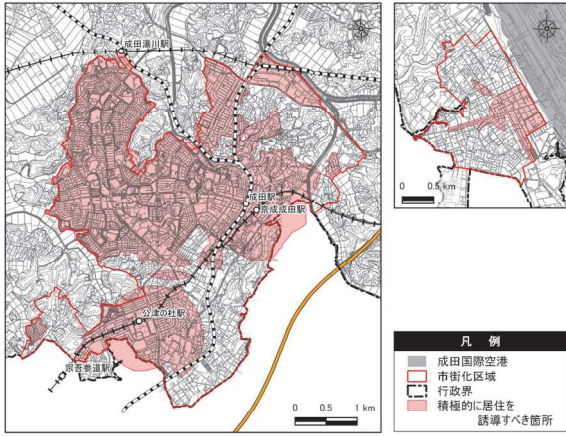 成田湯川駅
成田駅
京成成田駅
公津の杜駅
宗吾参道駅
0 0.5 1 km
0 0.5 km
凡 例
成田国際空港
市街化区域
行政界
積極的に居住を
誘導すべき箇所